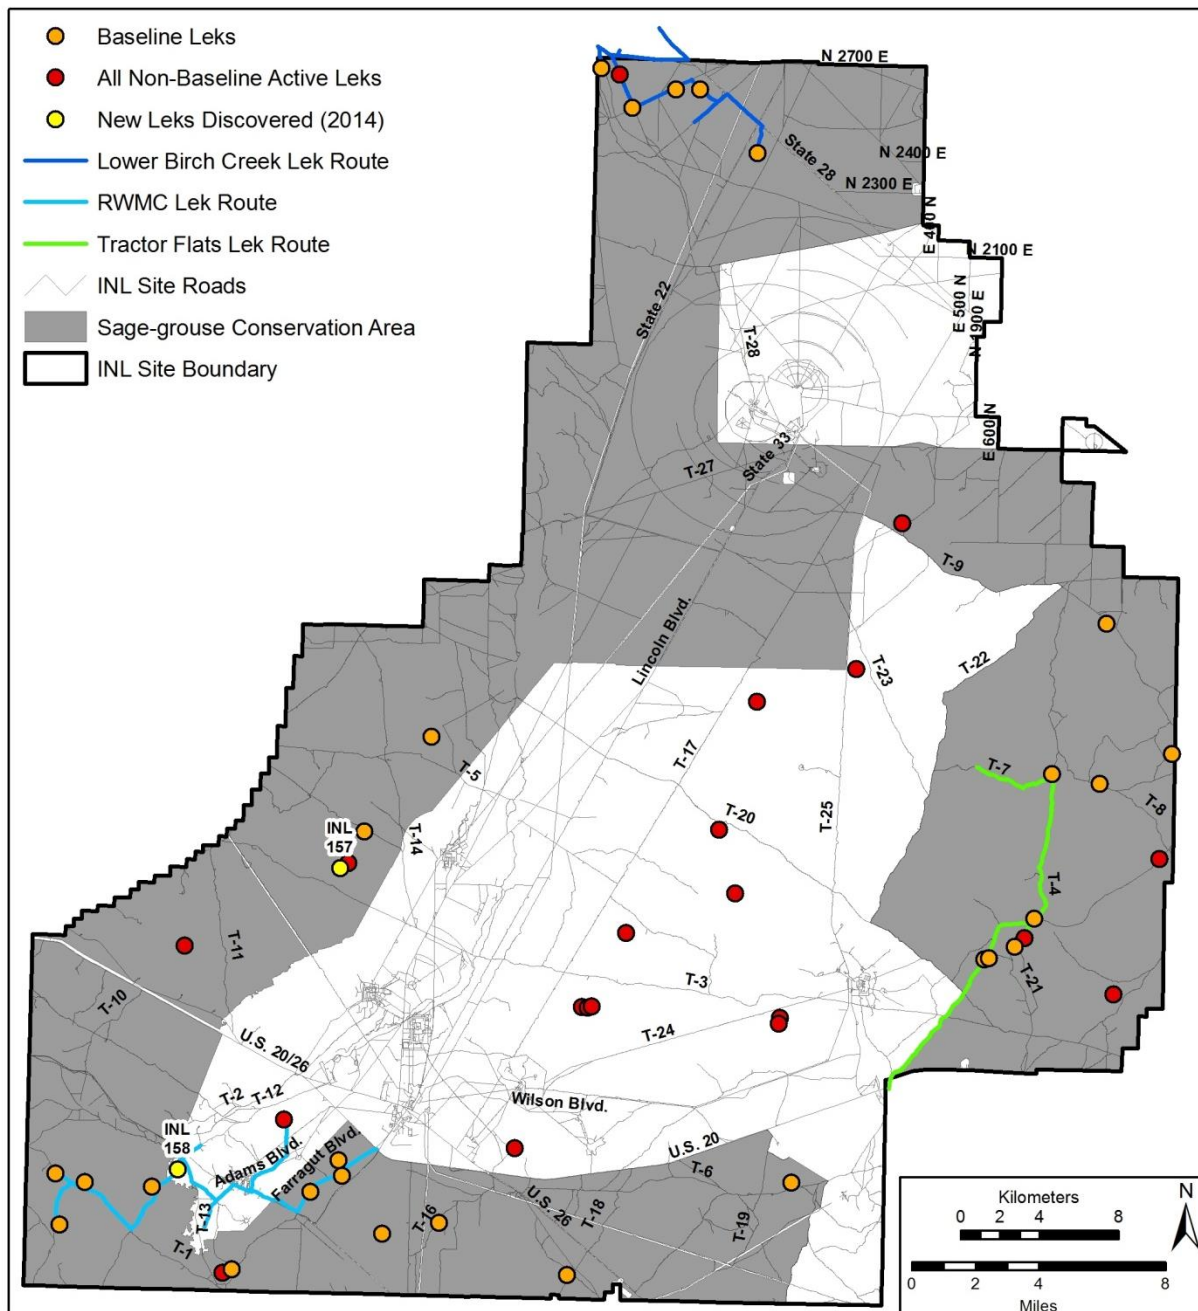 Baseline Leks
All Non-Baseline Active Leks
New Leks Discovered (2014)
Lower Birch Creek Lek Route
RWMC Lek Route
Tractor Flats Lek Route
INL Site Roads
Sage-grouse Conservation Area
INL Site Boundary
N 2700 E
State 28
N 2400 E
N 2300 E
E 400 N
N 2100 E
State 22
E 500 N
N 1900 E
T-28
E 600 N
State 33
T-27
T-9
Lincoln Blvd.
T-22
T-23
T-17
T-5
T-7
T-20
T-25
T-8
T-14
INL
157
T-4
T-11
T-3
T-21
T-10
T-24
U.S. 20/26
T-2
T-12
Wilson Blvd.
INL
158
Adams Blvd.
Farragut Blvd.
U.S. 20
T-6
U.S. 26
T-18
T-16
T-19
T-13
T-1
Kilometers
N
0 2 4 8
0 2 4 8
Miles